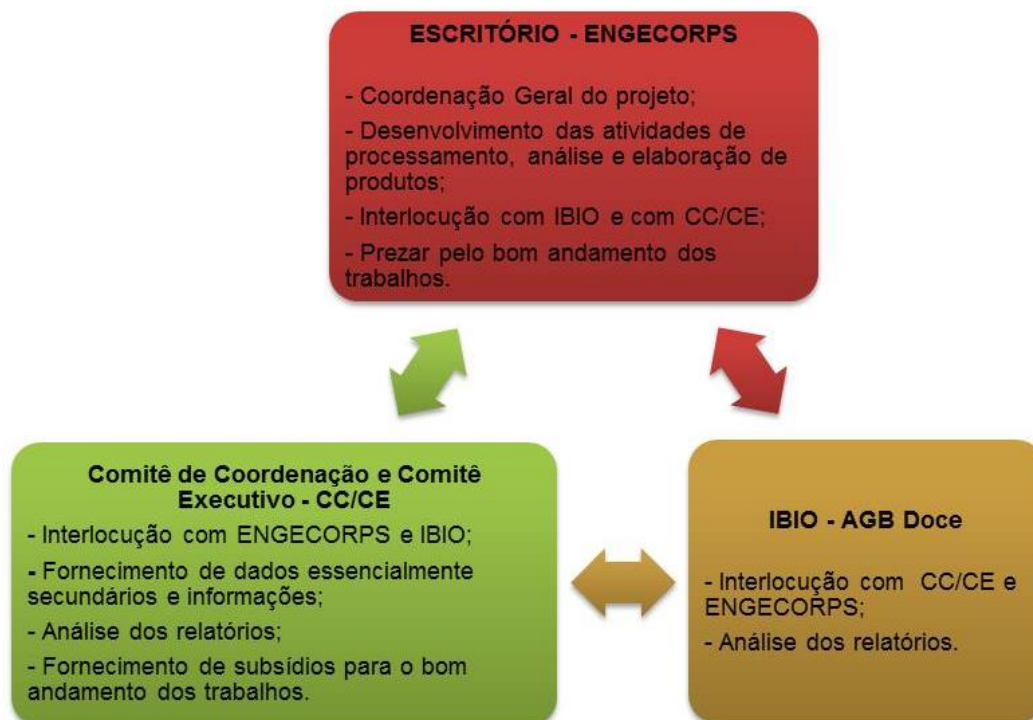 ESCRITÓRIO - ENGECORPS
- Coordenação Geral do projeto;
- Desenvolvimento das atividades de
processamento, análise e elaboração de
produtos;
- Interlocução com IBIO e com CC/CE;
- Prezar pelo bom andamento dos
trabalhos.
Comitê de Coordenação e Comitê
Executivo - CC/CE
- Interlocução com ENGECORPS e IBIO;
- Fornecimento de dados essencialmente
secundários e informações;
- Análise dos relatórios;
- Fornecimento de subsídios para o bom
andamento dos trabalhos.
IBIO - AGB Doce
- Interlocução com CC/CE e
ENGECORPS;
- Análise dos relatórios.